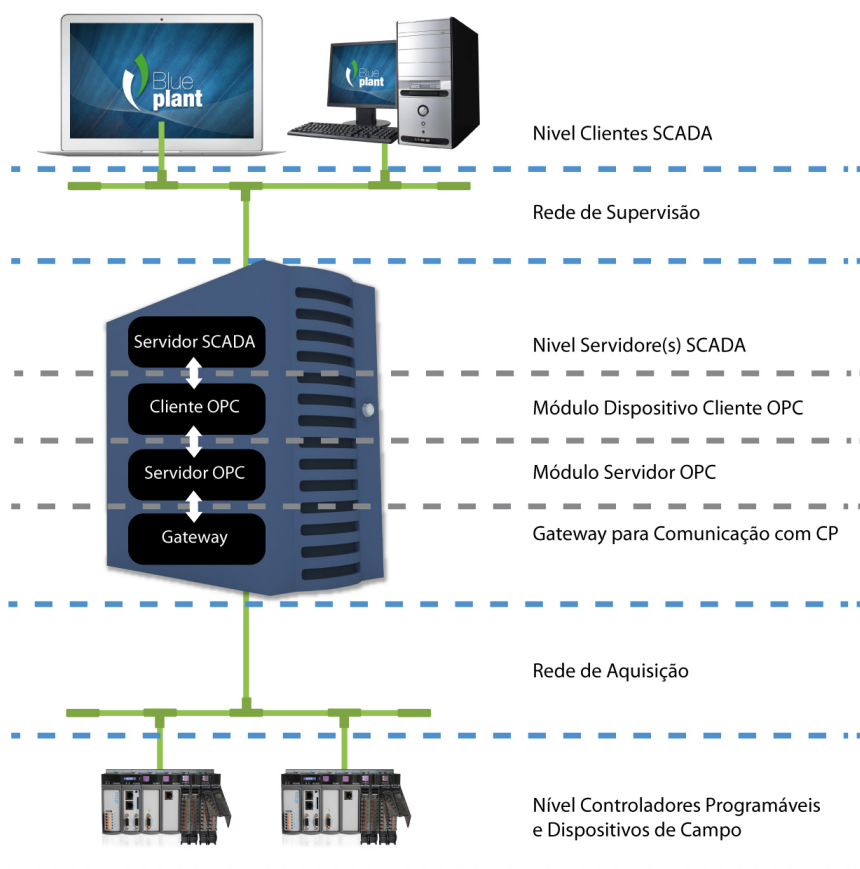 Blue
plant
Blue
plant
Nivel Clientes SCADA
Rede de Supervisão
Servidor SCADA
Nivel Servidore(s) SCADA
Cliente OPC
Módulo Dispositivo Cliente OPC
Servidor OPC
Módulo Servidor OPC
Gateway
Gateway para Comunicação com CP
Rede de Aquisição
Nível Controladores Programáveis
e Dispositivos de Campo